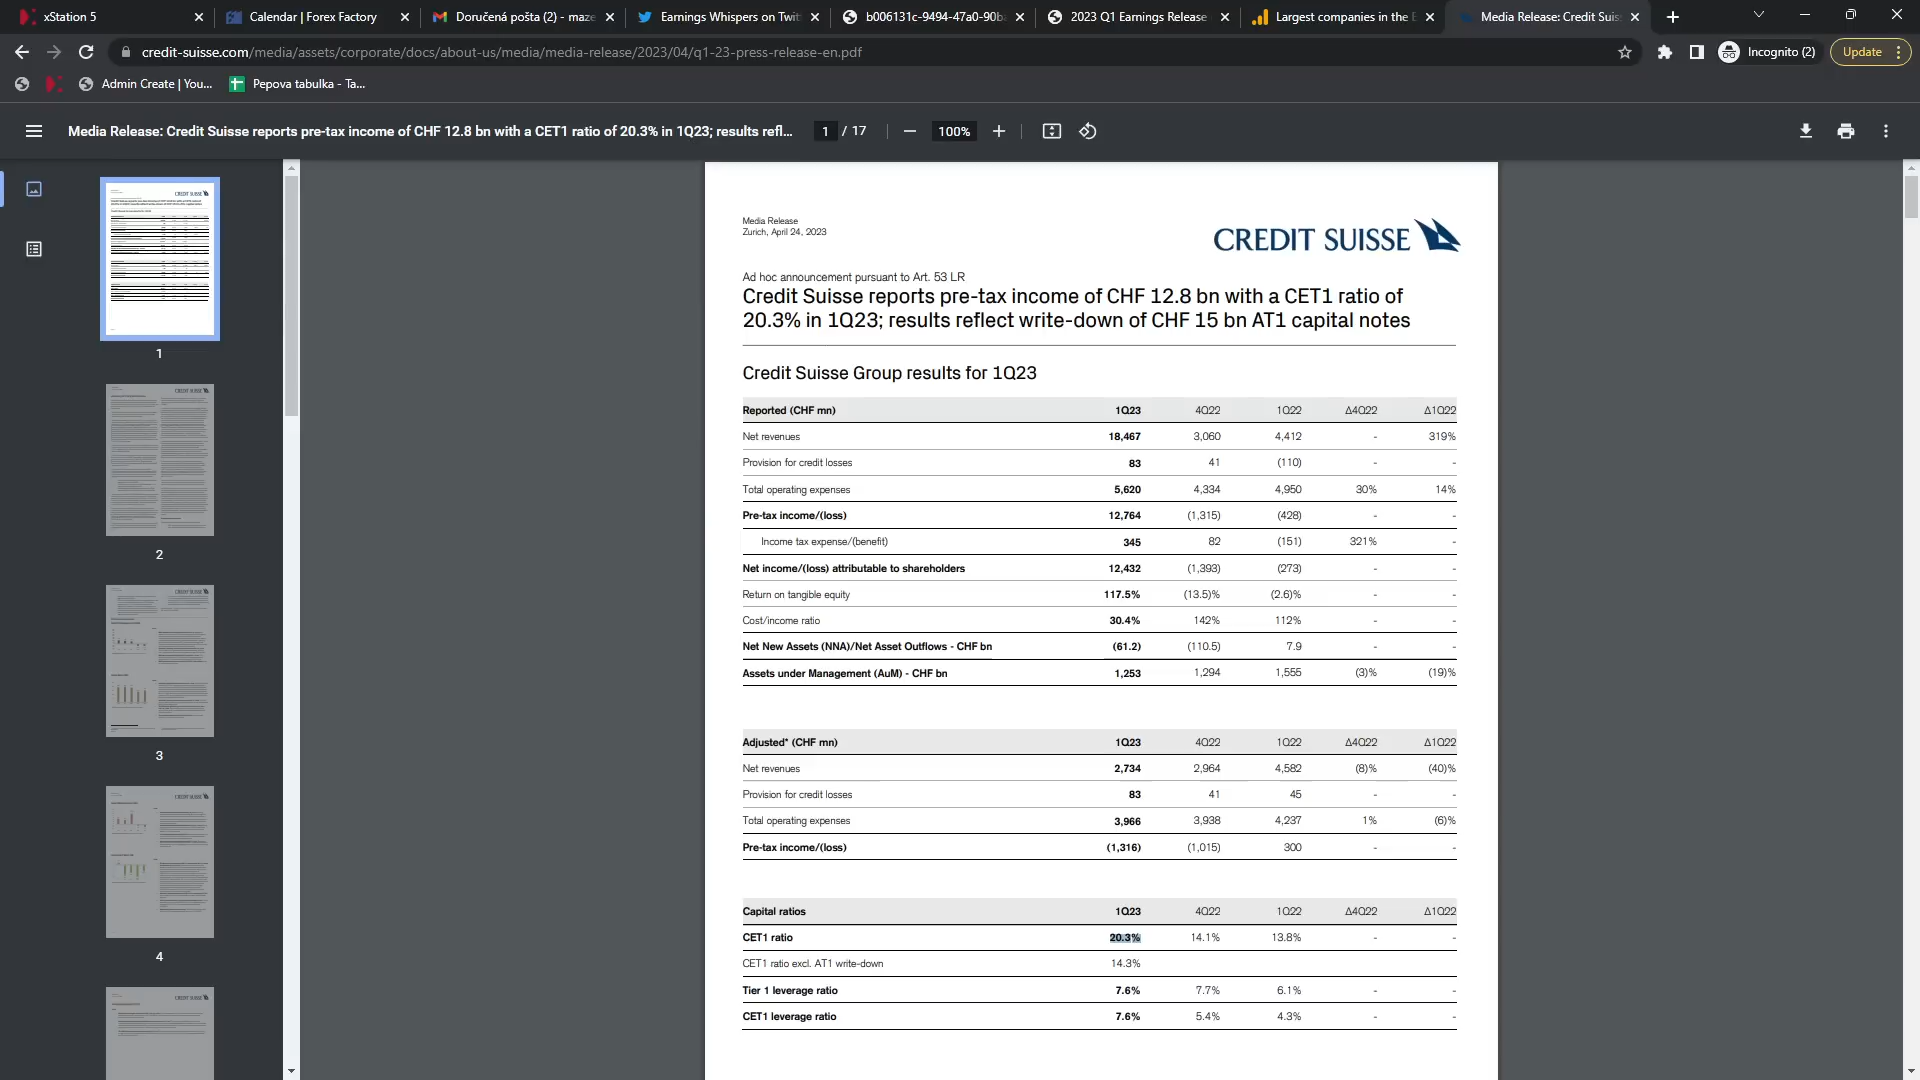 xStation 5
Calendar | Forex Factory
Doručená pošta (2) - maze
Earnings Whispers on Twit
b006131c-9494-47a0-90ba
2023 Q1 Earnings Release
Largest companies in the E
Media Release: Credit Suis
credit-suisse.com/media/assets/corporate/docs/about-us/media/media-release/2023/04/q1-23-press-release-en.pdf
Incognito (2)
Update
Admin Create | You...
Pepova tabulka - Ta...
Media Release: Credit Suisse reports pre-tax income of CHF 12.8 bn with a CET1 ratio of 20.3% in 1Q23; results refl...
1 / 17
100%
1
2
3
4
Media Release
Zurich, April 24, 2023
CREDIT SUISSE
Ad hoc announcement pursuant to Art. 53 LR
Credit Suisse reports pre-tax income of CHF 12.8 bn with a CET1 ratio of
20.3% in 1Q23; results reflect write-down of CHF 15 bn AT1 capital notes
Credit Suisse Group results for 1Q23
Reported (CHF mn) 1Q23 4Q22 1Q22 Δ4Q22 Δ1Q22
Net revenues 18,467 3,060 4,412 - 319%
Provision for credit losses 83 41 (110) - -
Total operating expenses 5,620 4,334 4,950 30% 14%
Pre-tax income/(loss) 12,764 (1,315) (428) - -
Income tax expense/(benefit) 345 82 (151) 321% -
Net income/(loss) attributable to shareholders 12,432 (1,393) (273) - -
Return on tangible equity 117.5% (13.5)% (2.6)% - -
Cost/income ratio 30.4% 142% 112% - -
Net New Assets (NNA)/Net Asset Outflows - CHF bn (61.2) (110.5) 7.9 - -
Assets under Management (AuM) - CHF bn 1,253 1,294 1,555 (3)% (19)%
Adjusted* (CHF mn) 1Q23 4Q22 1Q22 Δ4Q22 Δ1Q22
Net revenues 2,734 2,964 4,582 (8)% (40)%
Provision for credit losses 83 41 45 - -
Total operating expenses 3,966 3,938 4,237 1% (6)%
Pre-tax income/(loss) (1,316) (1,015) 300 - -
Capital ratios 1Q23 4Q22 1Q22 Δ4Q22 Δ1Q22
CET1 ratio 20.3% 14.1% 13.8% - -
CET1 ratio excl. AT1 write-down 14.3%
Tier 1 leverage ratio 7.6% 7.7% 6.1% - -
CET1 leverage ratio 7.6% 5.4% 4.3% - -